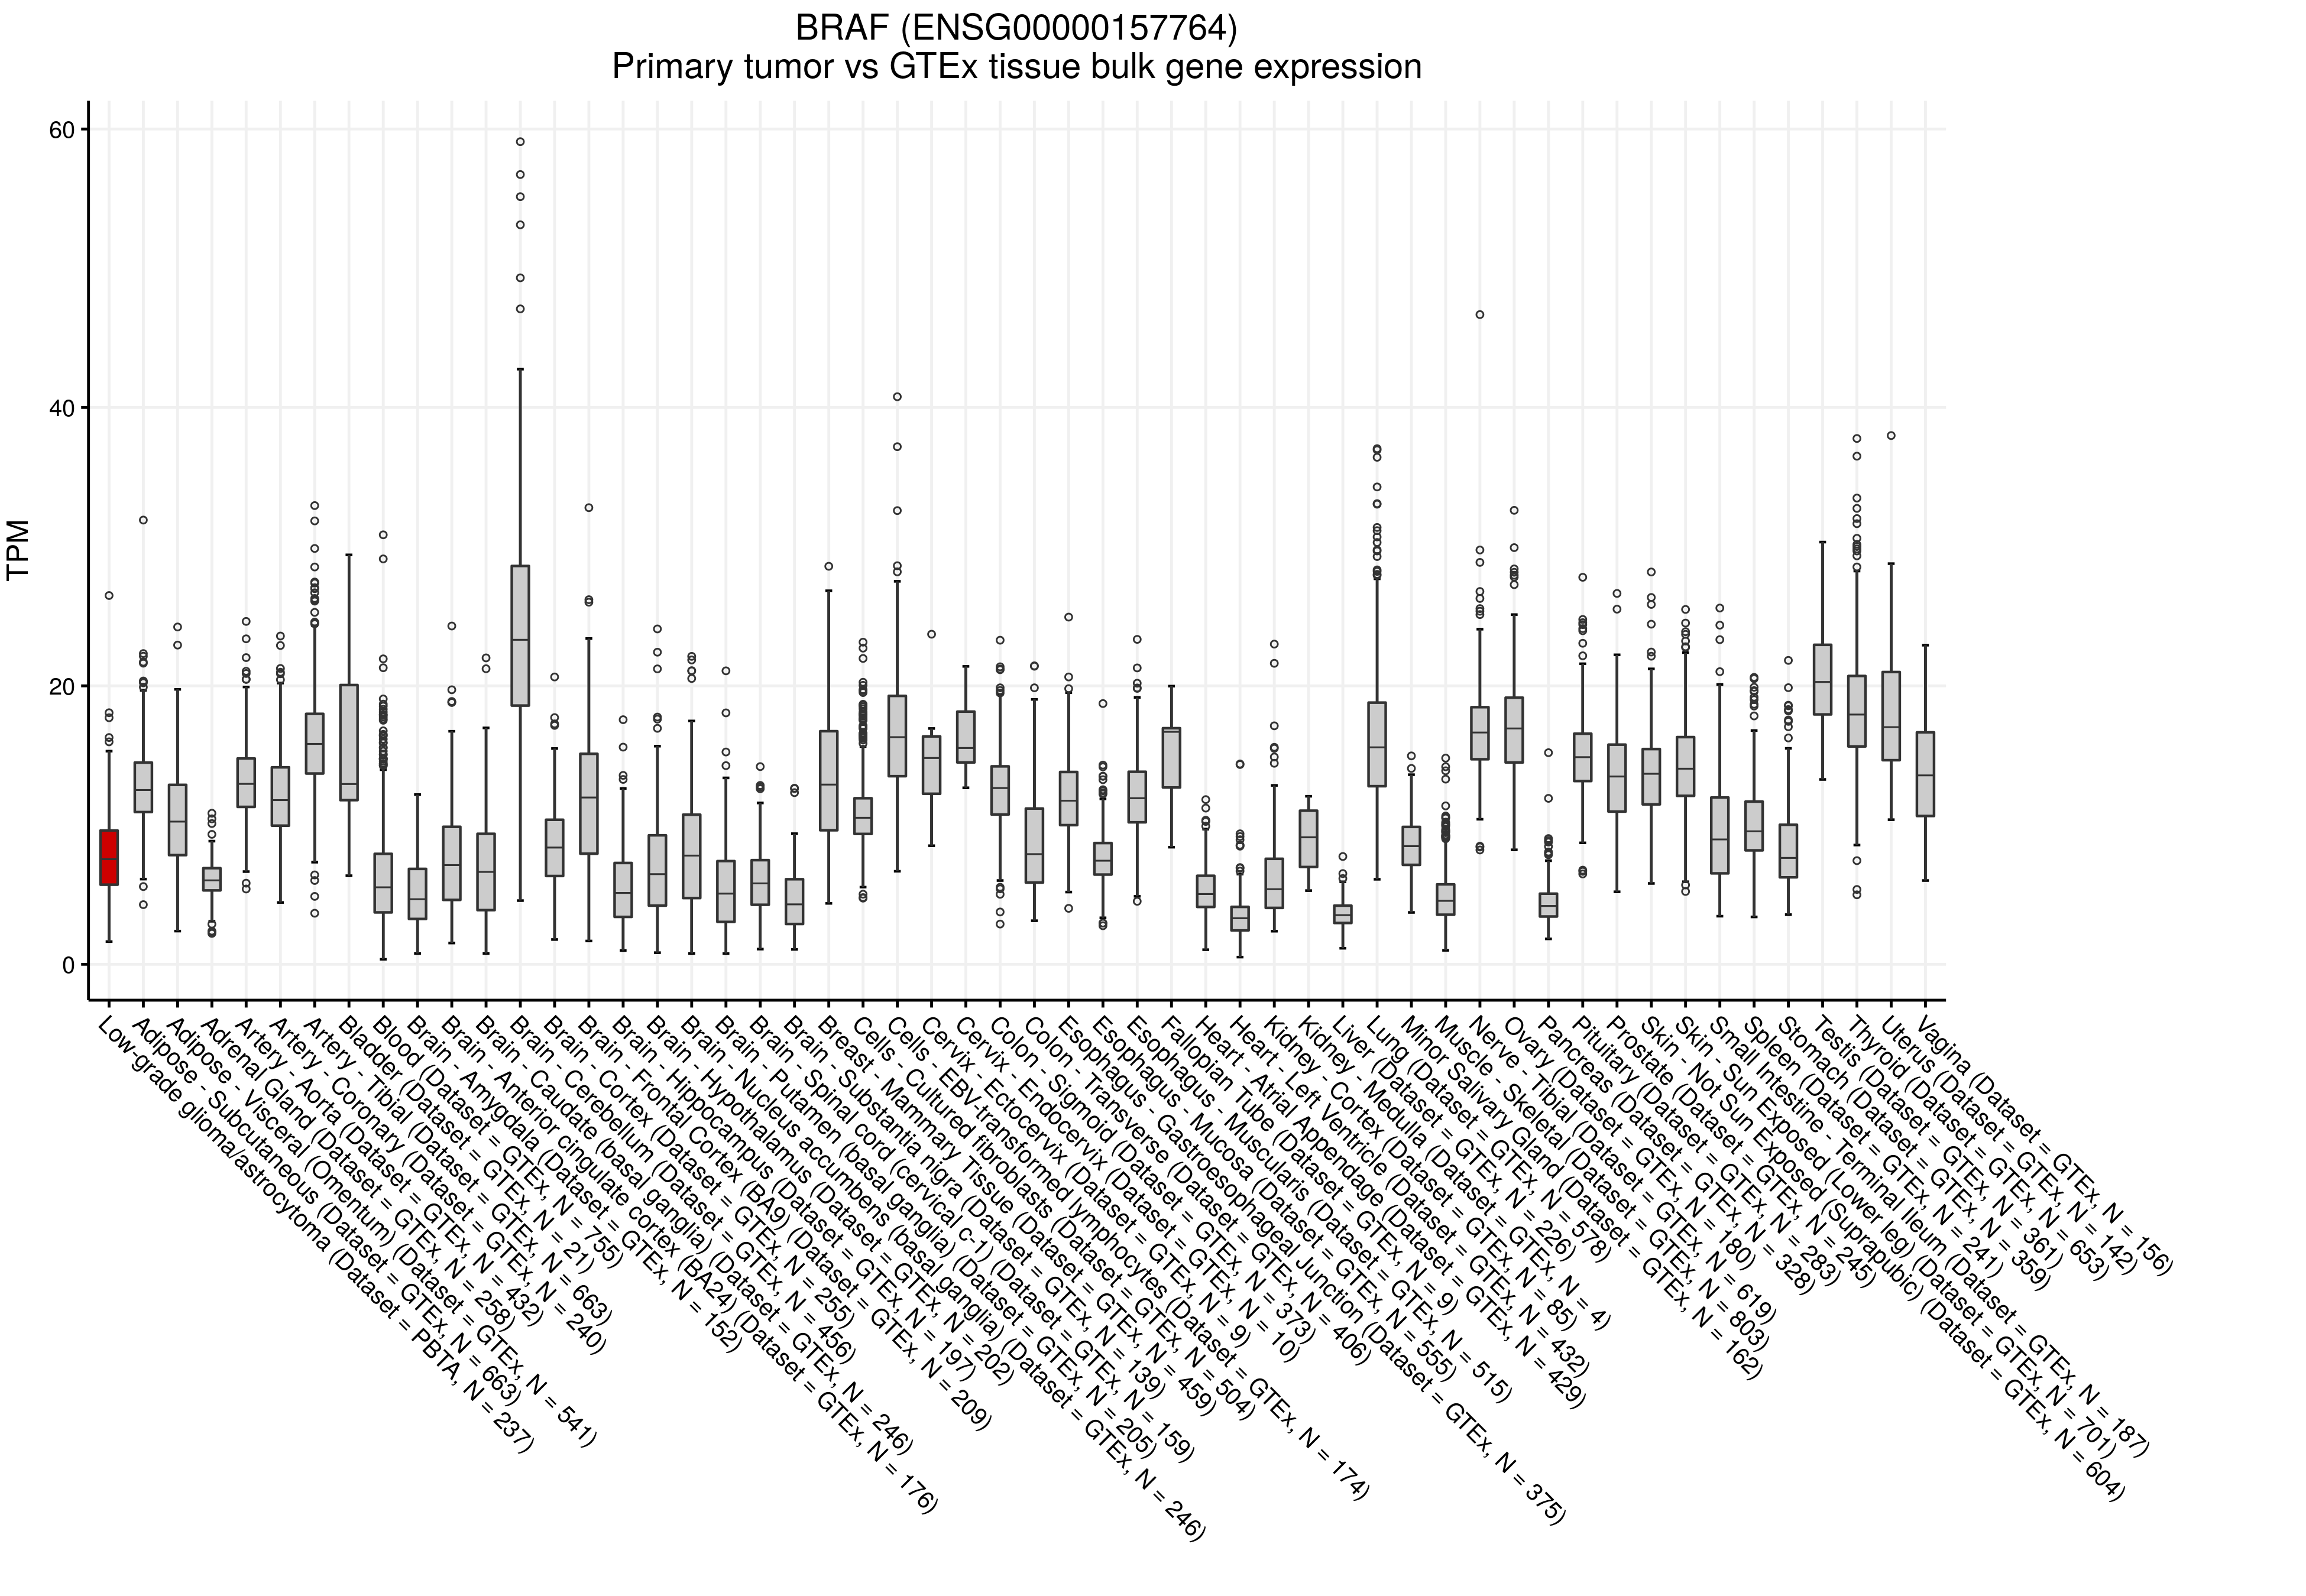 BRAF (ENSG00000157764)
Primary tumor vs GTEx tissue bulk gene expression
TPM
60
40
20
0
Low-grade glioma/astrocytoma (Dataset = PBTA, N = 237)
Adipose - Subcutaneous (Dataset = GTEx, N = 663)
Adipose - Visceral (Omentum) (Dataset = GTEx, N = 541)
Adrenal Gland (Dataset = GTEx, N = 258)
Artery - Aorta (Dataset = GTEx, N = 432)
Artery - Coronary (Dataset = GTEx, N = 240)
Artery - Tibial (Dataset = GTEx, N = 663)
Bladder (Dataset = GTEx, N = 21)
Blood (Dataset = GTEx, N = 755)
Brain - Amygdala (Dataset = GTEx, N = 152)
Brain - Anterior cingulate cortex (BA24) (Dataset = GTEx, N = 176)
Brain - Caudate (basal ganglia) (Dataset = GTEx, N = 246)
Brain - Cerebellum (Dataset = GTEx, N = 456)
Brain - Cortex (Dataset = GTEx, N = 255)
Brain - Frontal Cortex (BA9) (Dataset = GTEx, N = 209)
Brain - Hippocampus (Dataset = GTEx, N = 197)
Brain - Hypothalamus (Dataset = GTEx, N = 202)
Brain - Nucleus accumbens (basal ganglia) (Dataset = GTEx, N = 246)
Brain - Putamen (basal ganglia) (Dataset = GTEx, N = 205)
Brain - Spinal cord (cervical c-1) (Dataset = GTEx, N = 159)
Brain - Substantia nigra (Dataset = GTEx, N = 139)
Breast - Mammary Tissue (Dataset = GTEx, N = 459)
Cells - Cultured fibroblasts (Dataset = GTEx, N = 504)
Cells - EBV-transformed lymphocytes (Dataset = GTEx, N = 174)
Cervix - Ectocervix (Dataset = GTEx, N = 9)
Cervix - Endocervix (Dataset = GTEx, N = 10)
Colon - Sigmoid (Dataset = GTEx, N = 373)
Colon - Transverse (Dataset = GTEx, N = 406)
Esophagus - Gastroesophageal Junction (Dataset = GTEx, N = 375)
Esophagus - Mucosa (Dataset = GTEx, N = 555)
Esophagus - Muscularis (Dataset = GTEx, N = 515)
Fallopian Tube (Dataset = GTEx, N = 9)
Heart - Atrial Appendage (Dataset = GTEx, N = 429)
Heart - Left Ventricle (Dataset = GTEx, N = 432)
Kidney - Cortex (Dataset = GTEx, N = 85)
Kidney - Medulla (Dataset = GTEx, N = 4)
Liver (Dataset = GTEx, N = 226)
Lung (Dataset = GTEx, N = 578)
Minor Salivary Gland (Dataset = GTEx, N = 162)
Muscle - Skeletal (Dataset = GTEx, N = 803)
Nerve - Tibial (Dataset = GTEx, N = 619)
Ovary (Dataset = GTEx, N = 180)
Pancreas (Dataset = GTEx, N = 328)
Pituitary (Dataset = GTEx, N = 283)
Prostate (Dataset = GTEx, N = 245)
Skin - Not Sun Exposed (Suprapubic) (Dataset = GTEx, N = 604)
Skin - Sun Exposed (Lower leg) (Dataset = GTEx, N = 701)
Small Intestine - Terminal Ileum (Dataset = GTEx, N = 187)
Spleen (Dataset = GTEx, N = 241)
Stomach (Dataset = GTEx, N = 359)
Testis (Dataset = GTEx, N = 361)
Thyroid (Dataset = GTEx, N = 653)
Uterus (Dataset = GTEx, N = 142)
Vagina (Dataset = GTEx, N = 156)